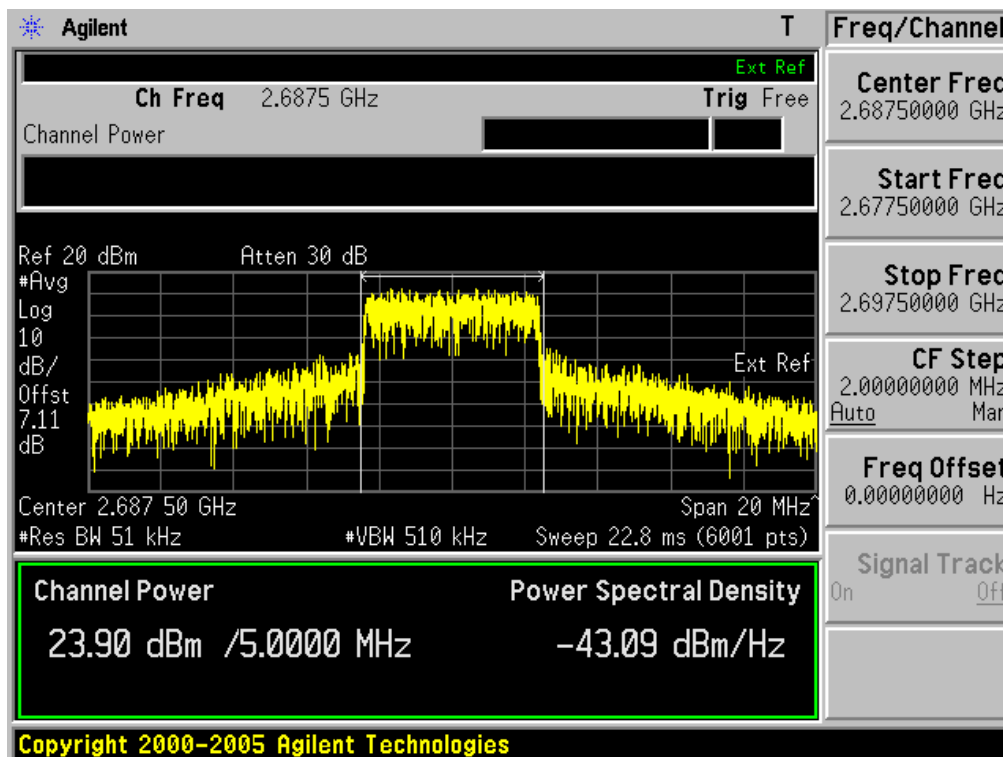 Agilent T
Ext Ref
Ch Freq 2.6875 GHz Trig Free
Channel Power
Ref 20 dBm Atten 30 dB
#Avg
Log
10
dB/
Offst
7.11
dB
Ext Ref
Center 2.687 50 GHz Span 20 MHz^
#Res BW 51 kHz #VBW 510 kHz Sweep 22.8 ms (6001 pts)
Channel Power Power Spectral Density
23.90 dBm /5.0000 MHz -43.09 dBm/Hz
Copyright 2000-2005 Agilent Technologies
Freq/Channel
Center Freq
2.68750000 GHz
Start Freq
2.67750000 GHz
Stop Freq
2.69750000 GHz
CF Step
2.00000000 MHz
Auto Man
Freq Offset
0.00000000 Hz
Signal Track
On Off